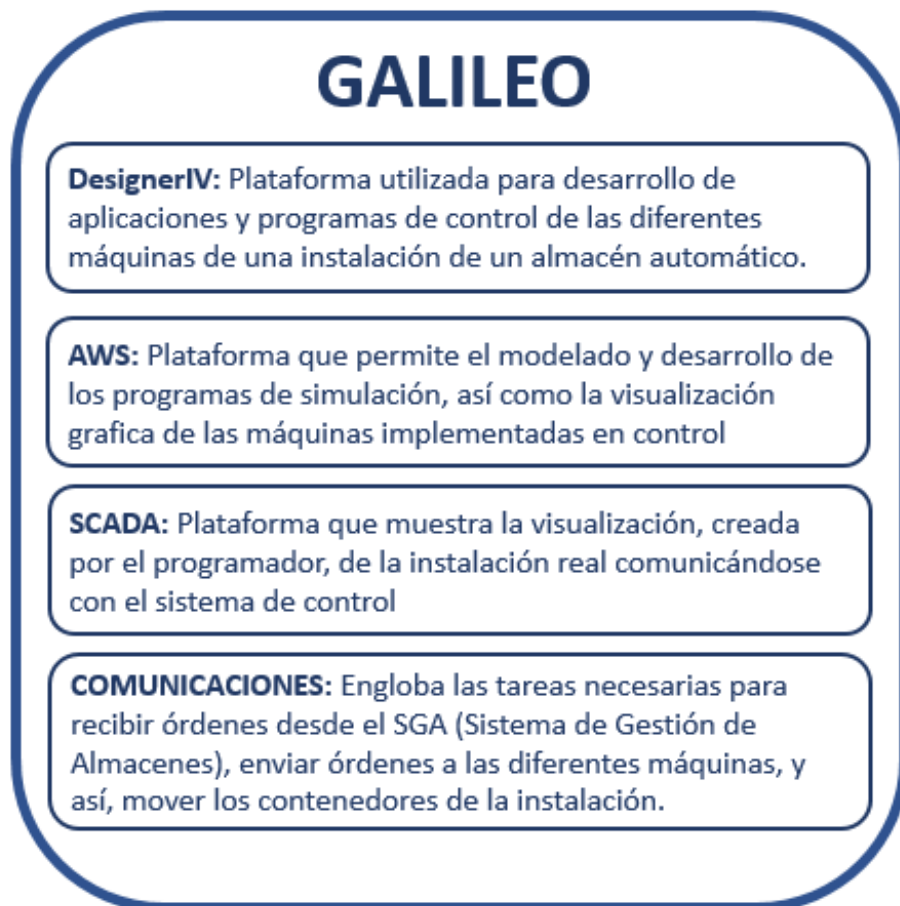 GALILEO
DesignerIV: Plataforma utilizada para desarrollo de
aplicaciones y programas de control de las diferentes
máquinas de una instalación de un almacén automático.
AWS: Plataforma que permite el modelado y desarrollo de
los programas de simulación, así como la visualización
grafica de las máquinas implementadas en control
SCADA: Plataforma que muestra la visualización, creada
por el programador, de la instalación real comunicándose
con el sistema de control
COMUNICACIONES: Engloba las tareas necesarias para
recibir órdenes desde el SGA (Sistema de Gestión de
Almacenes), enviar órdenes a las diferentes máquinas, y
así, mover los contenedores de la instalación.